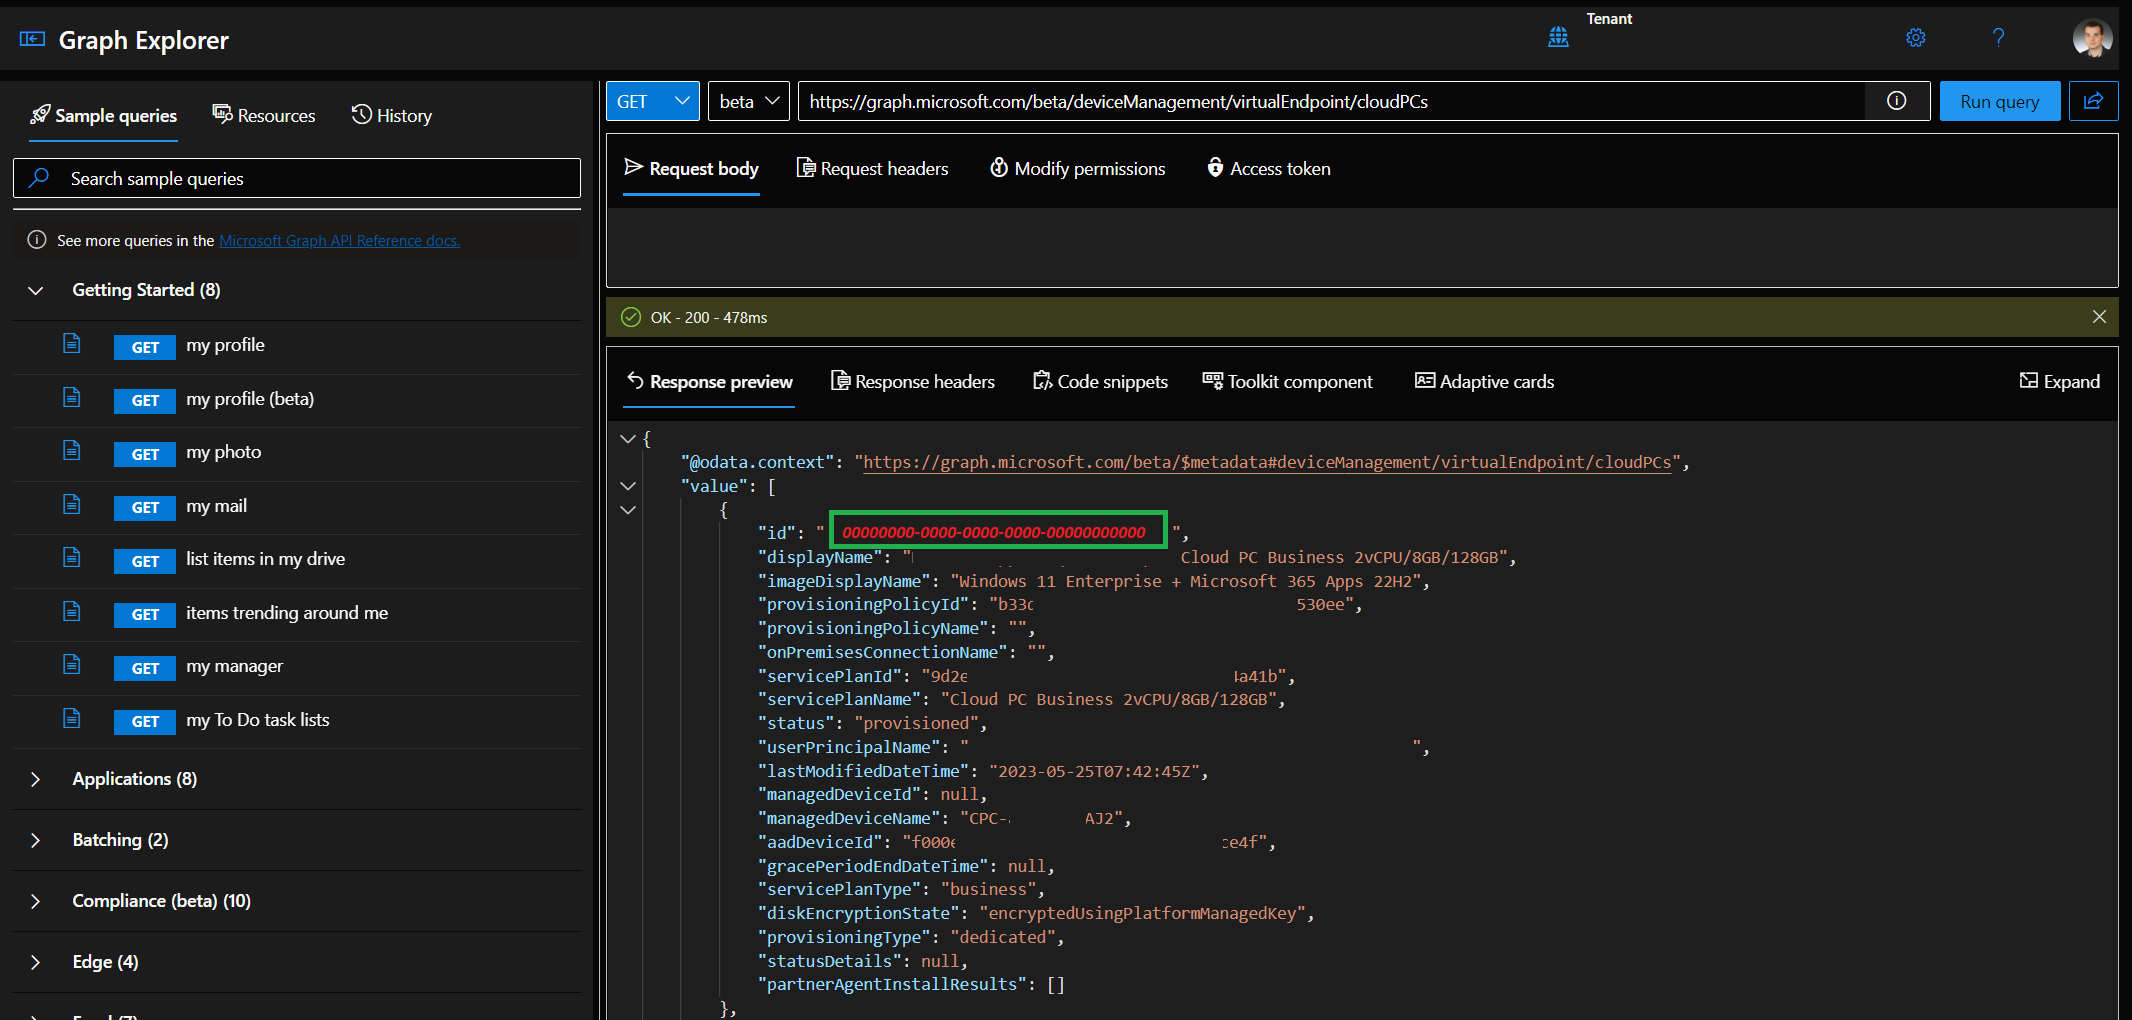 Graph Explorer
Tenant
Sample queries
Resources
History
Search sample queries
See more queries in the Microsoft Graph API Reference docs.
Getting Started (8)
GET my profile
GET my profile (beta)
GET my photo
GET my mail
GET list items in my drive
GET items trending around me
GET my manager
GET my To Do task lists
Applications (8)
Batching (2)
Compliance (beta) (10)
Edge (4)
GET
beta
https://graph.microsoft.com/beta/deviceManagement/virtualEndpoint/cloudPCs
Run query
Request body
Request headers
Modify permissions
Access token
OK - 200 - 478ms
Response preview
Response headers
Code snippets
Toolkit component
Adaptive cards
Expand
{
"@odata.context": "https://graph.microsoft.com/beta/$metadata#deviceManagement/virtualEndpoint/cloudPCs",
"value": [
{
"id": " 00000000-0000-0000-0000-00000000000 ",
"displayName": " Cloud PC Business 2vCPU/8GB/128GB",
"imageDisplayName": "Windows 11 Enterprise + Microsoft 365 Apps 22H2",
"provisioningPolicyId": "b33 530ee",
"provisioningPolicyName": "",
"onPremisesConnectionName": "",
"servicePlanId": "9d2e a41b",
"servicePlanName": "Cloud PC Business 2vCPU/8GB/128GB",
"status": "provisioned",
"userPrincipalName": " ",
"lastModifiedDateTime": "2023-05-25T07:42:45Z",
"managedDeviceId": null,
"managedDeviceName": "CPC- AJ2",
"aadDeviceId": "f000 ce4f",
"gracePeriodEndDateTime": null,
"servicePlanType": "business",
"diskEncryptionState": "encryptedUsingPlatformManagedKey",
"provisioningType": "dedicated",
"statusDetails": null,
"partnerAgentInstallResults": []
},